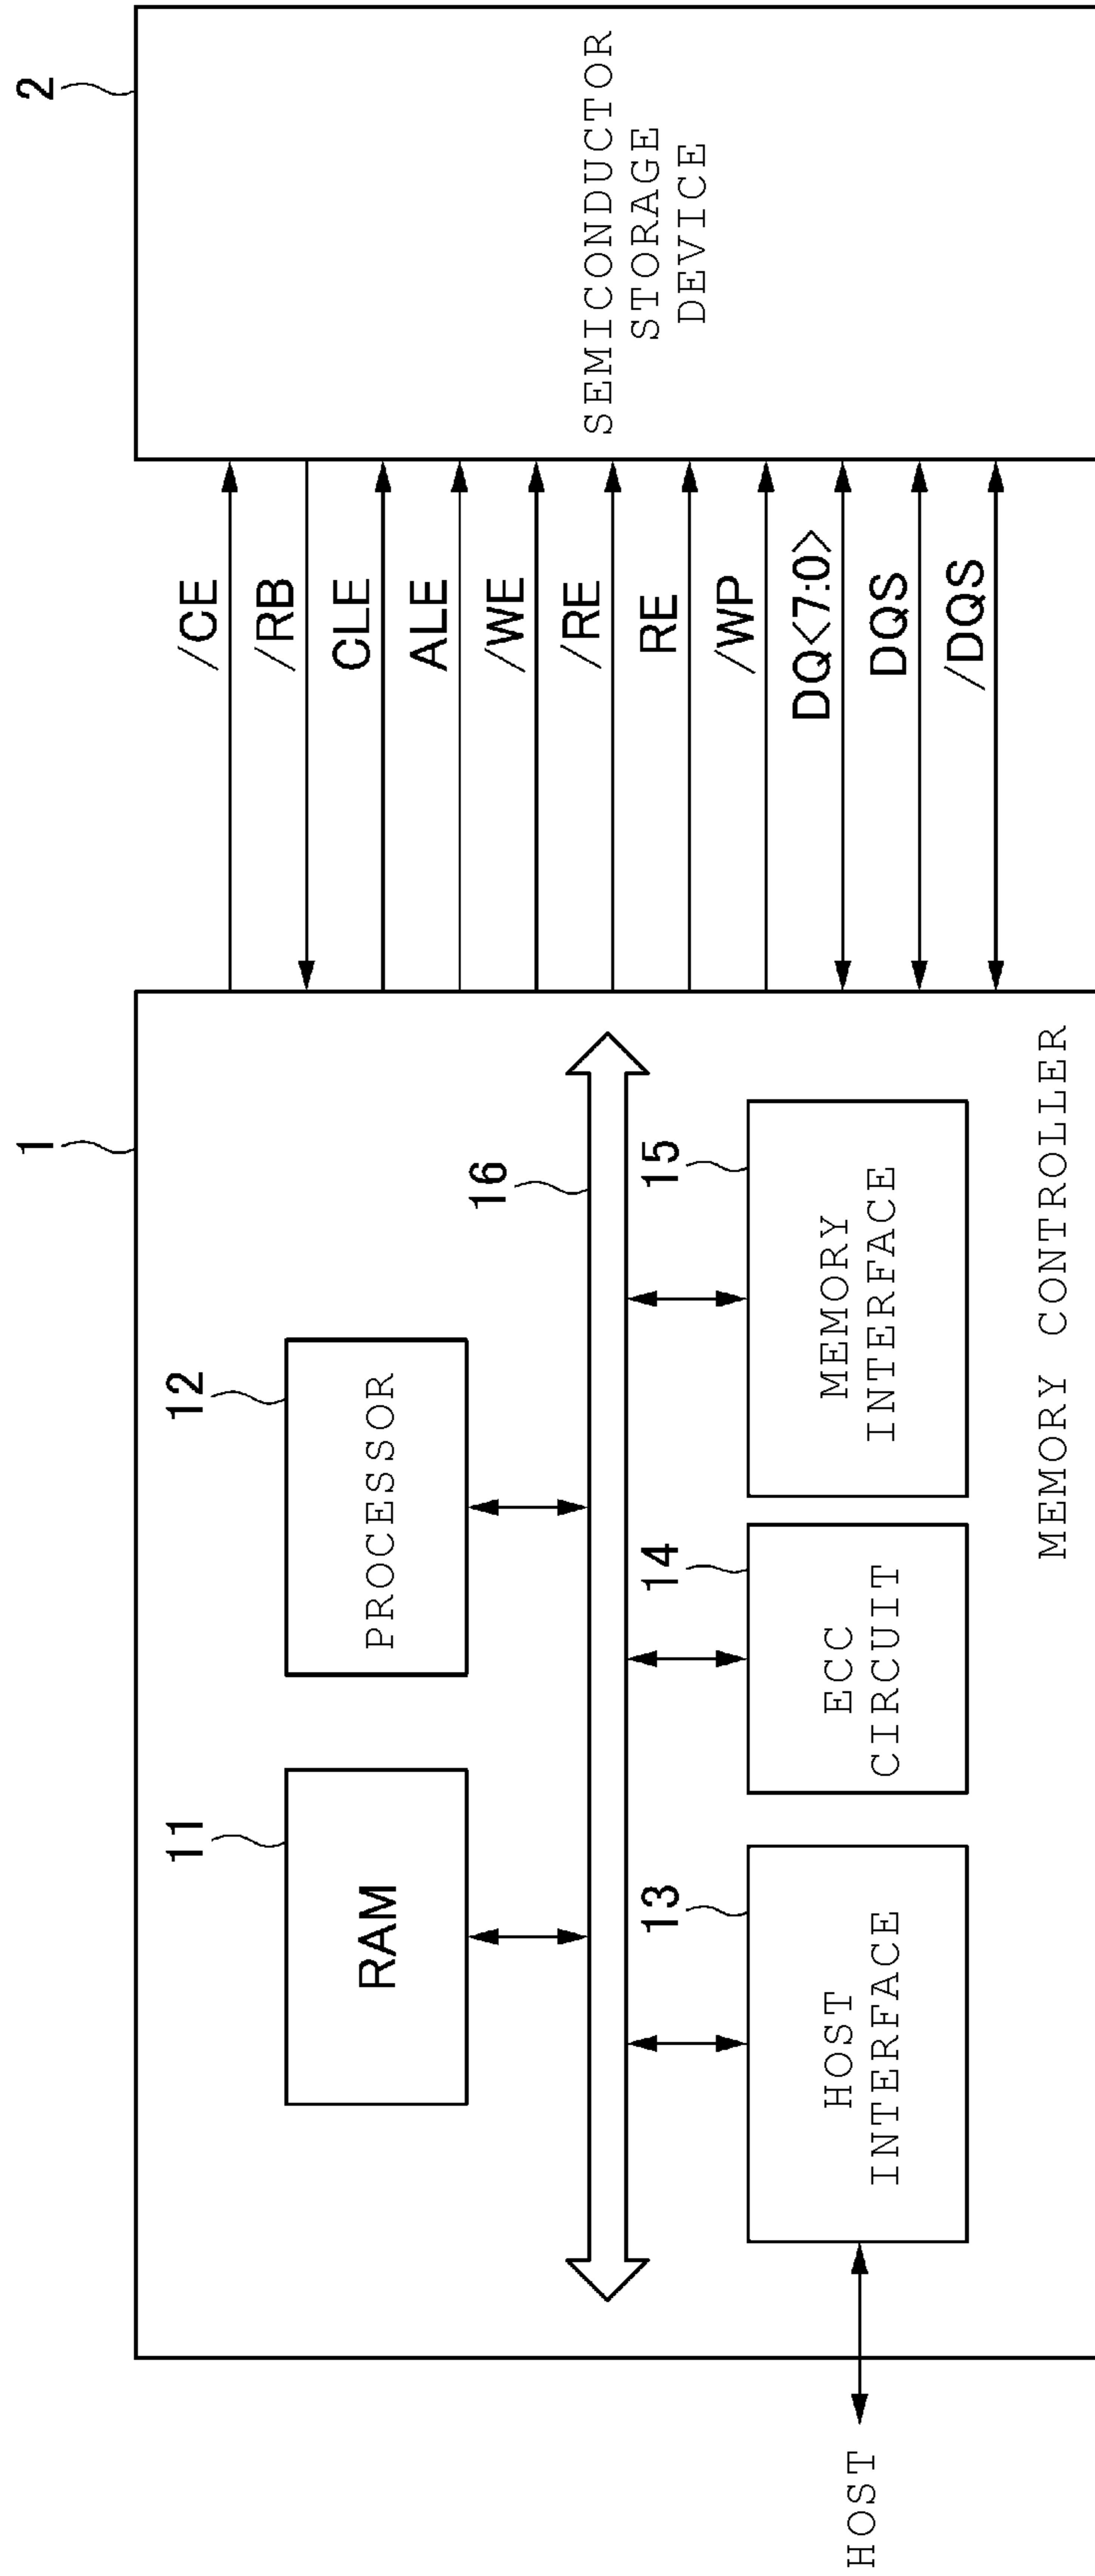 1
2
11
RAM
12
PROCESSOR
16
13
HOST
INTERFACE
14
ECC
CIRCUIT
15
MEMORY
INTERFACE
MEMORY CONTROLLER
HOST
/CE
/RB
CLE
ALE
/WE
/RE
RE
/WP
DQ<7:0>
DQS
/DQS
SEMICONDUCTOR
STORAGE
DEVICE